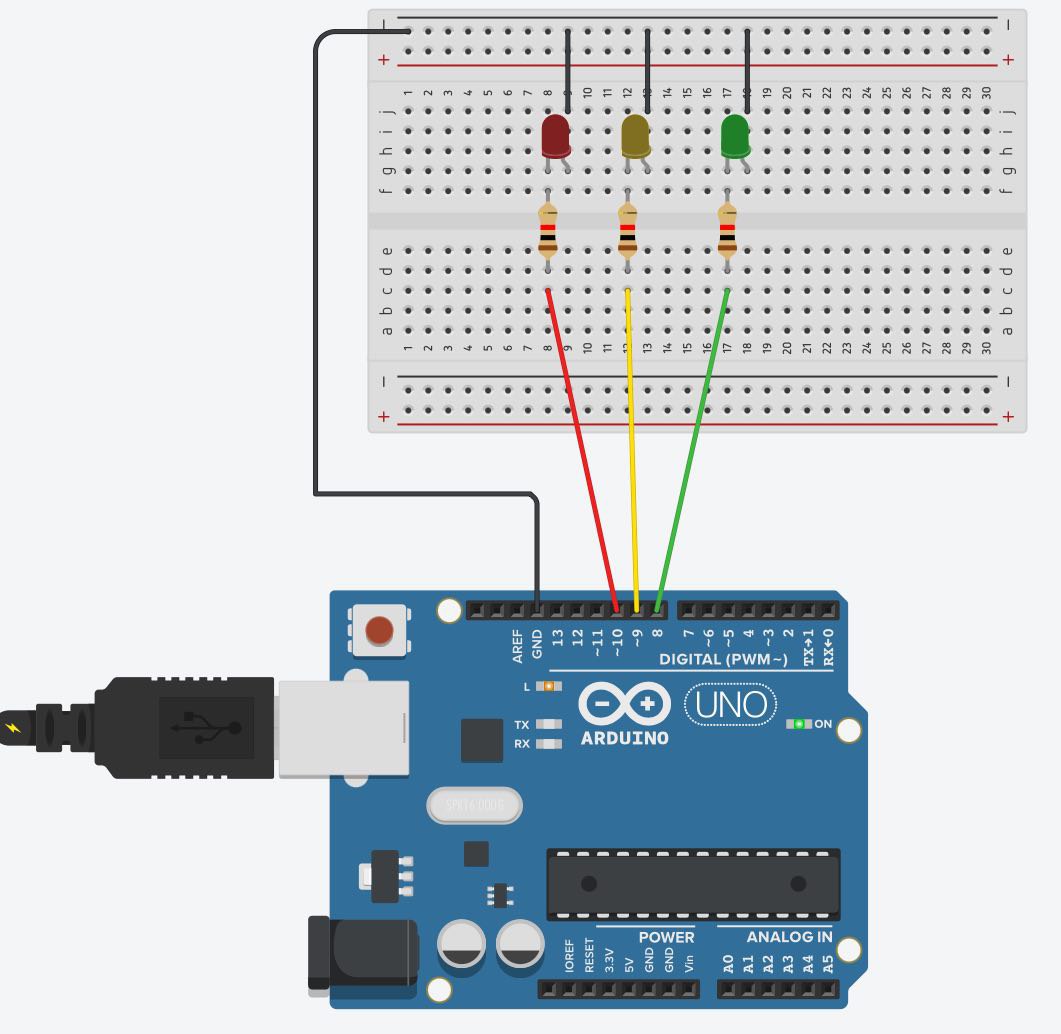 − −
+ +
1 2 3 4 5 6 7 8 9 10 11 12 13 14 15 16 17 18 19 20 21 22 23 24 25 26 27 28 29 30
j j
i i
h h
g g
f f
e e
d d
c c
b b
a a
1 2 3 4 5 6 7 8 9 10 11 12 13 14 15 16 17 18 19 20 21 22 23 24 25 26 27 28 29 30
− −
+ +
AREF GND 13 12 ~11 ~10 ~9 8 7 ~6 ~5 4 ~3 2 TX→1 RX←0
DIGITAL (PWM~)
L
UNO
TX
RX
ON
ARDUINO
POWER ANALOG IN
IOREF RESET 3.3V 5V GND GND Vin A0 A1 A2 A3 A4 A5